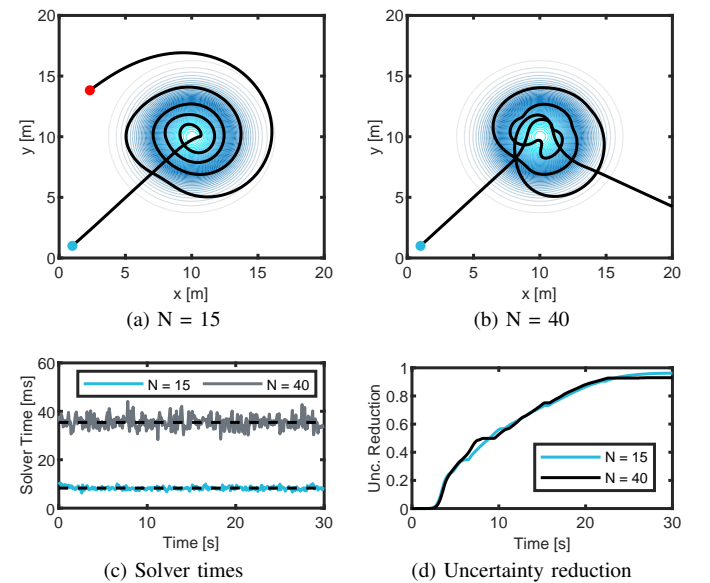 20
15
10
5
0
y [m]
0 5 10 15 20
x [m]
(a) N = 15
20
15
10
5
0
y [m]
0 5 10 15 20
x [m]
(b) N = 40
60
40
20
0
Solver Time [ms]
N = 15 N = 40
0 10 20 30
Time [s]
(c) Solver times
1
0.8
0.6
0.4
0.2
0
Unc. Reduction
N = 15
N = 40
0 10 20 30
Time [s]
(d) Uncertainty reduction